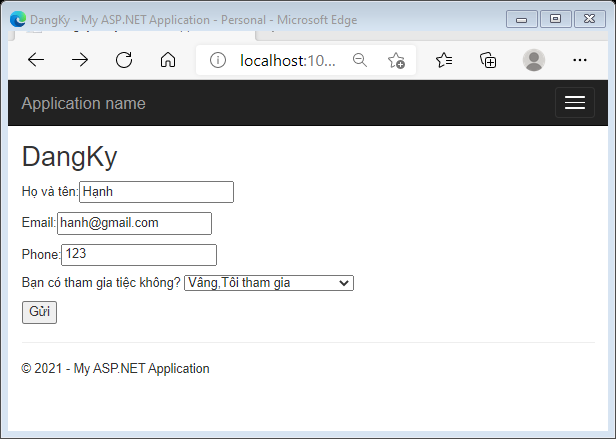 DangKy - My ASP.NET Application - Personal - Microsoft Edge
localhost:10...
Application name
DangKy
Họ và tên: Hạnh
Email: hanh@gmail.com
Phone: 123
Bạn có tham gia tiệc không? Vâng,Tôi tham gia
Gửi
© 2021 - My ASP.NET Application